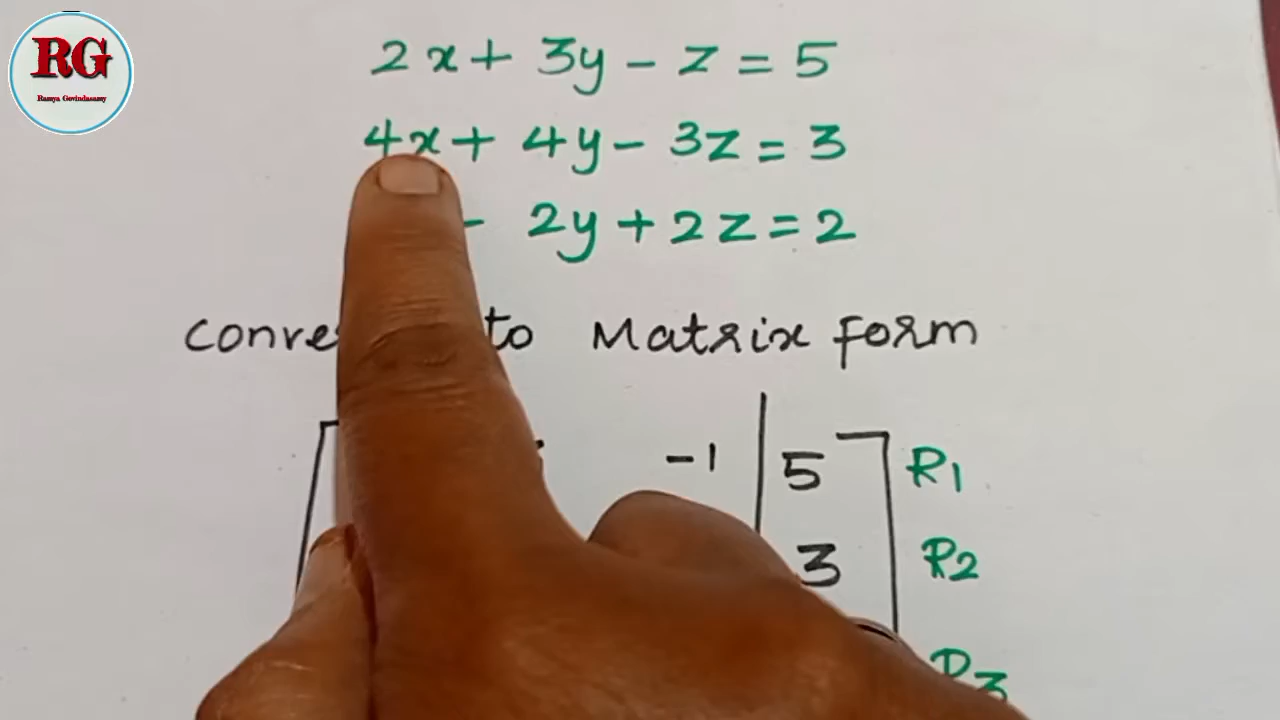 RG
Ramya Govindasamy
2x + 3y - z = 5
4x + 4y - 3z = 3
- 2y + 2z = 2
to Matrix form
-1 5 R1
3 R2
R3